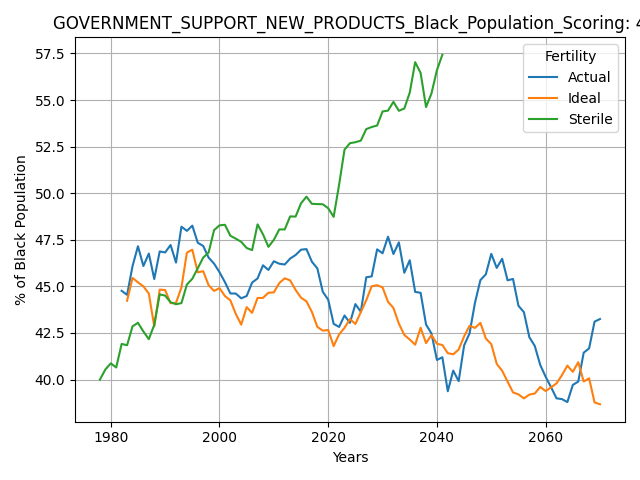 GOVERNMENT_SUPPORT_NEW_PRODUCTS_Black_Population_Scoring: 4
57.5
55.0
52.5
50.0
47.5
45.0
42.5
40.0
% of Black Population
Fertility
Actual
Ideal
Sterile
1980 2000 2020 2040 2060
Years